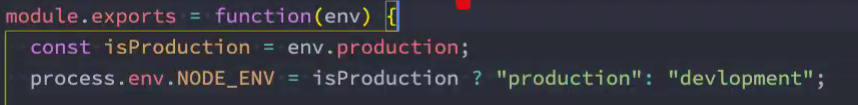 module.exports = function(env) {
const isProduction = env.production;
process.env.NODE_ENV = isProduction ? "production": "devlopment";